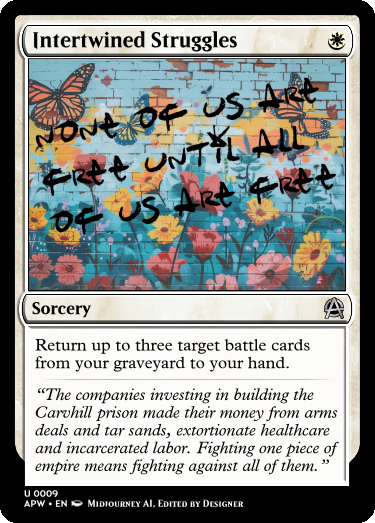 Intertwined Struggles
NONE OF US ARE
FREE UNTIL ALL
OF US ARE FREE
Sorcery
Return up to three target battle cards
from your graveyard to your hand.
“The companies investing in building the
Carvhill prison made their money from arms
deals and tar sands, extortionate healthcare
and incarcerated labor. Fighting one piece of
empire means fighting against all of them.”
U 0009
APW • EN Midjourney AI, Edited by Designer